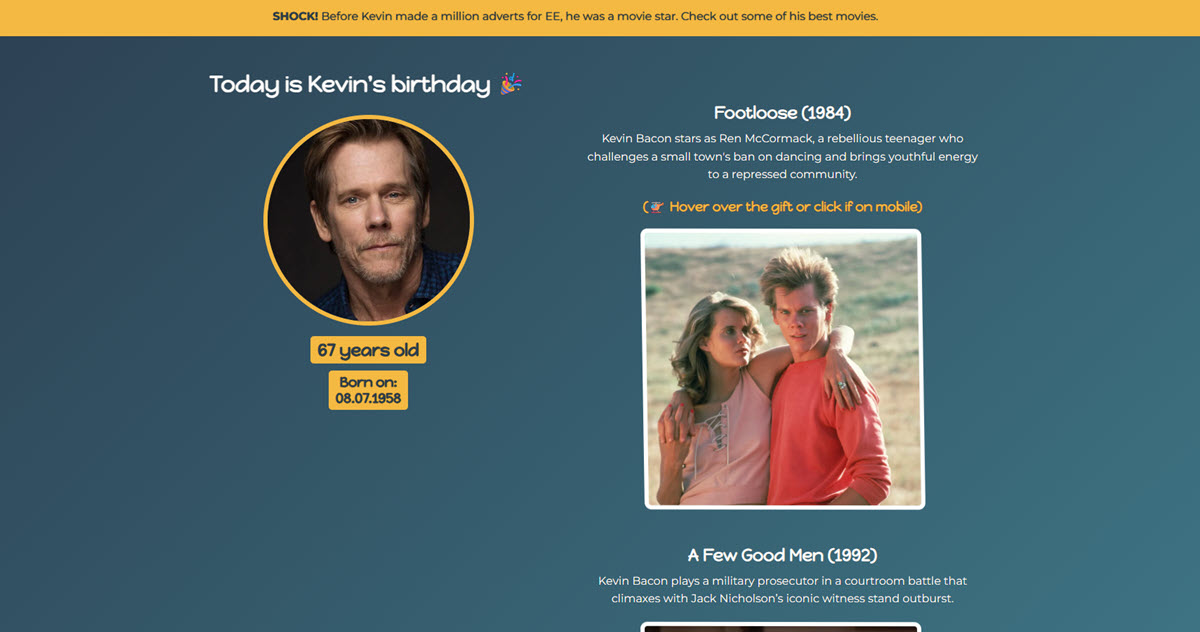 SHOCK! Before Kevin made a million adverts for EE, he was a movie star. Check out some of his best movies.
Today is Kevin's birthday 🎉
67 years old
Born on:
08.07.1958
Footloose (1984)
Kevin Bacon stars as Ren McCormack, a rebellious teenager who
challenges a small town's ban on dancing and brings youthful energy
to a repressed community.
(🚁 Hover over the gift or click if on mobile)
A Few Good Men (1992)
Kevin Bacon plays a military prosecutor in a courtroom battle that
climaxes with Jack Nicholson's iconic witness stand outburst.